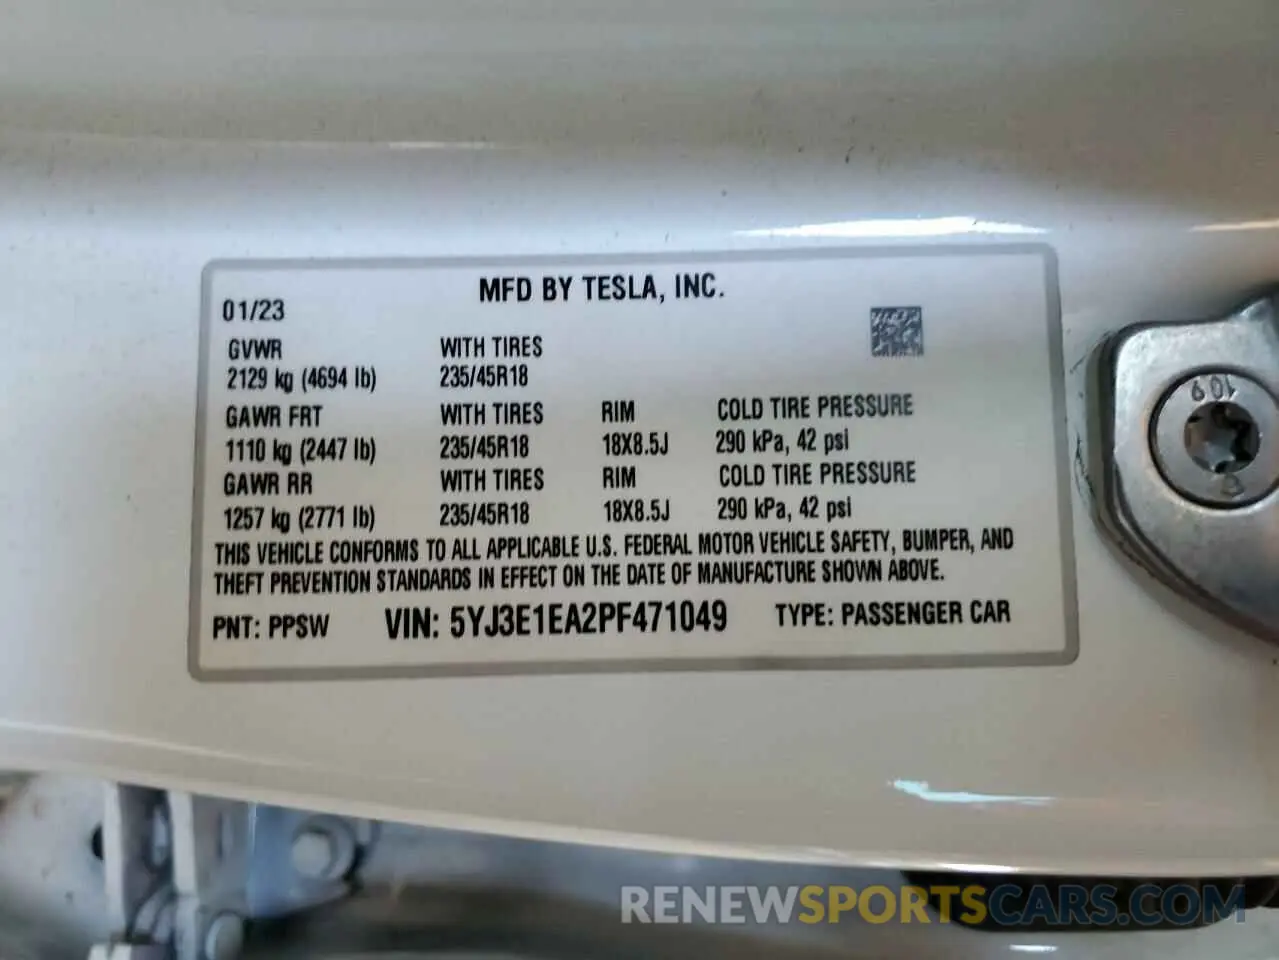 MFD BY TESLA, INC.
01/23
GVWR WITH TIRES
2129 kg (4694 lb) 235/45R18
GAWR FRT WITH TIRES RIM COLD TIRE PRESSURE
1110 kg (2447 lb) 235/45R18 18X8.5J 290 kPa, 42 psi
GAWR RR WITH TIRES RIM COLD TIRE PRESSURE
1257 kg (2771 lb) 235/45R18 18X8.5J 290 kPa, 42 psi
THIS VEHICLE CONFORMS TO ALL APPLICABLE U.S. FEDERAL MOTOR VEHICLE SAFETY, BUMPER, AND
THEFT PREVENTION STANDARDS IN EFFECT ON THE DATE OF MANUFACTURE SHOWN ABOVE.
PNT: PPSW VIN: 5YJ3E1EA2PF471049 TYPE: PASSENGER CAR
10.9
RENEWSPORTSCARS.COM